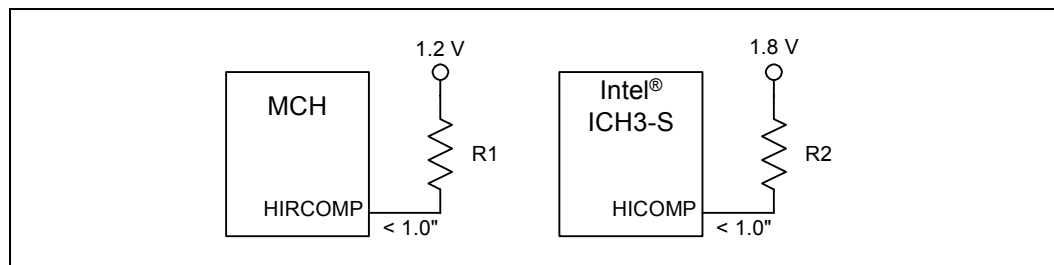 1.2 V
MCH
R1
HIRCOMP
< 1.0"
1.8 V
Intel®
ICH3-S
R2
HICOMP
< 1.0"